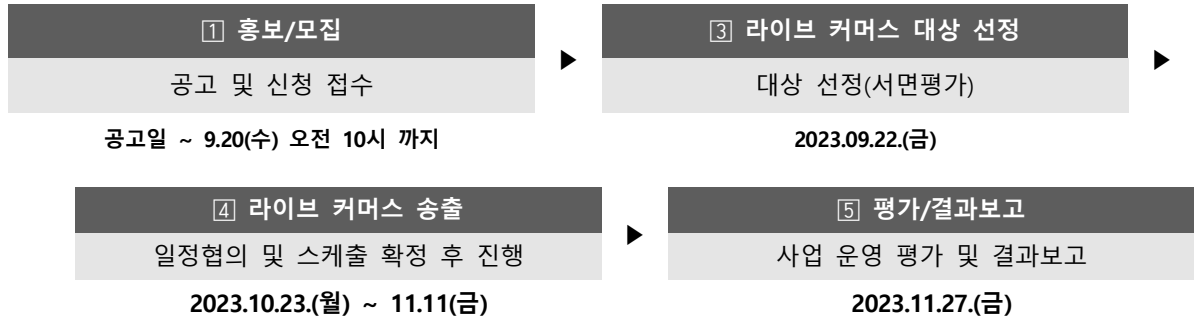 1 홍보/모집
공고 및 신청 접수
공고일 ~ 9.20(수) 오전 10시 까지
▶
3 라이브 커머스 대상 선정
대상 선정(서면평가)
2023.09.22.(금)
▶
4 라이브 커머스 송출
일정협의 및 스케출 확정 후 진행
2023.10.23.(월) ~ 11.11(금)
▶
5 평가/결과보고
사업 운영 평가 및 결과보고
2023.11.27.(금)